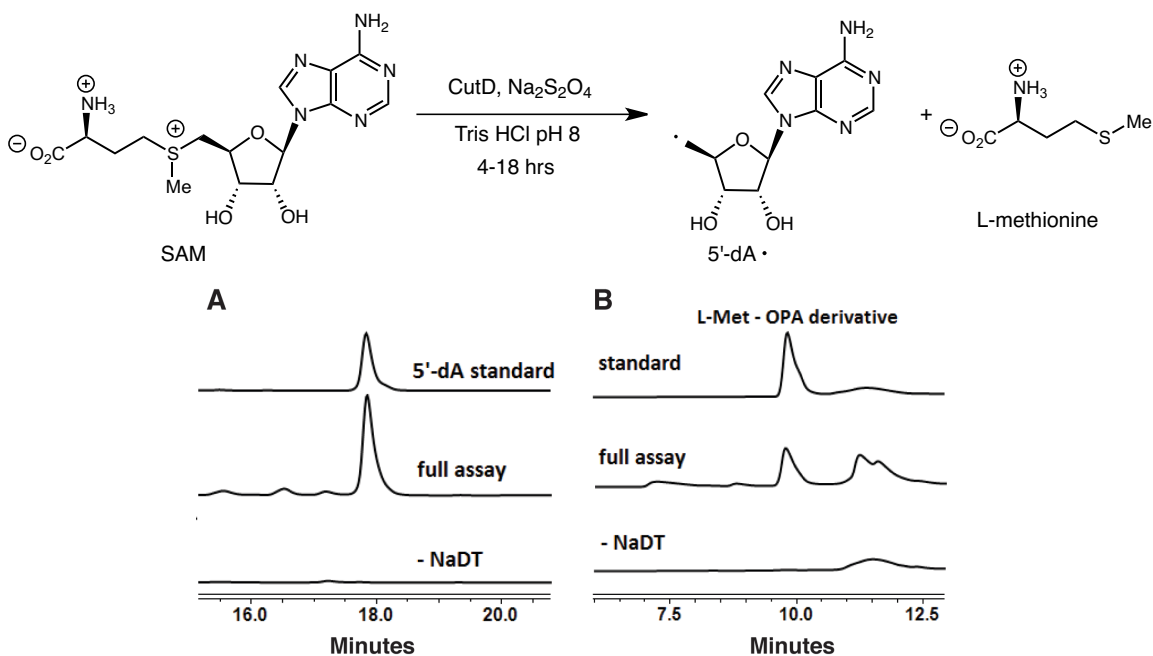 NH2
N
N
N
N
NH3
O2C
S
Me
O
HO
OH
SAM
CutD, Na2S2O4
Tris HCl pH 8
4-18 hrs
NH2
N
N
N
N
O
HO
OH
5'-dA •
+
NH3
O2C
S
Me
L-methionine
A
5'-dA standard
full assay
- NaDT
16.0 18.0 20.0
Minutes
B
L-Met - OPA derivative
standard
full assay
- NaDT
7.5 10.0 12.5
Minutes